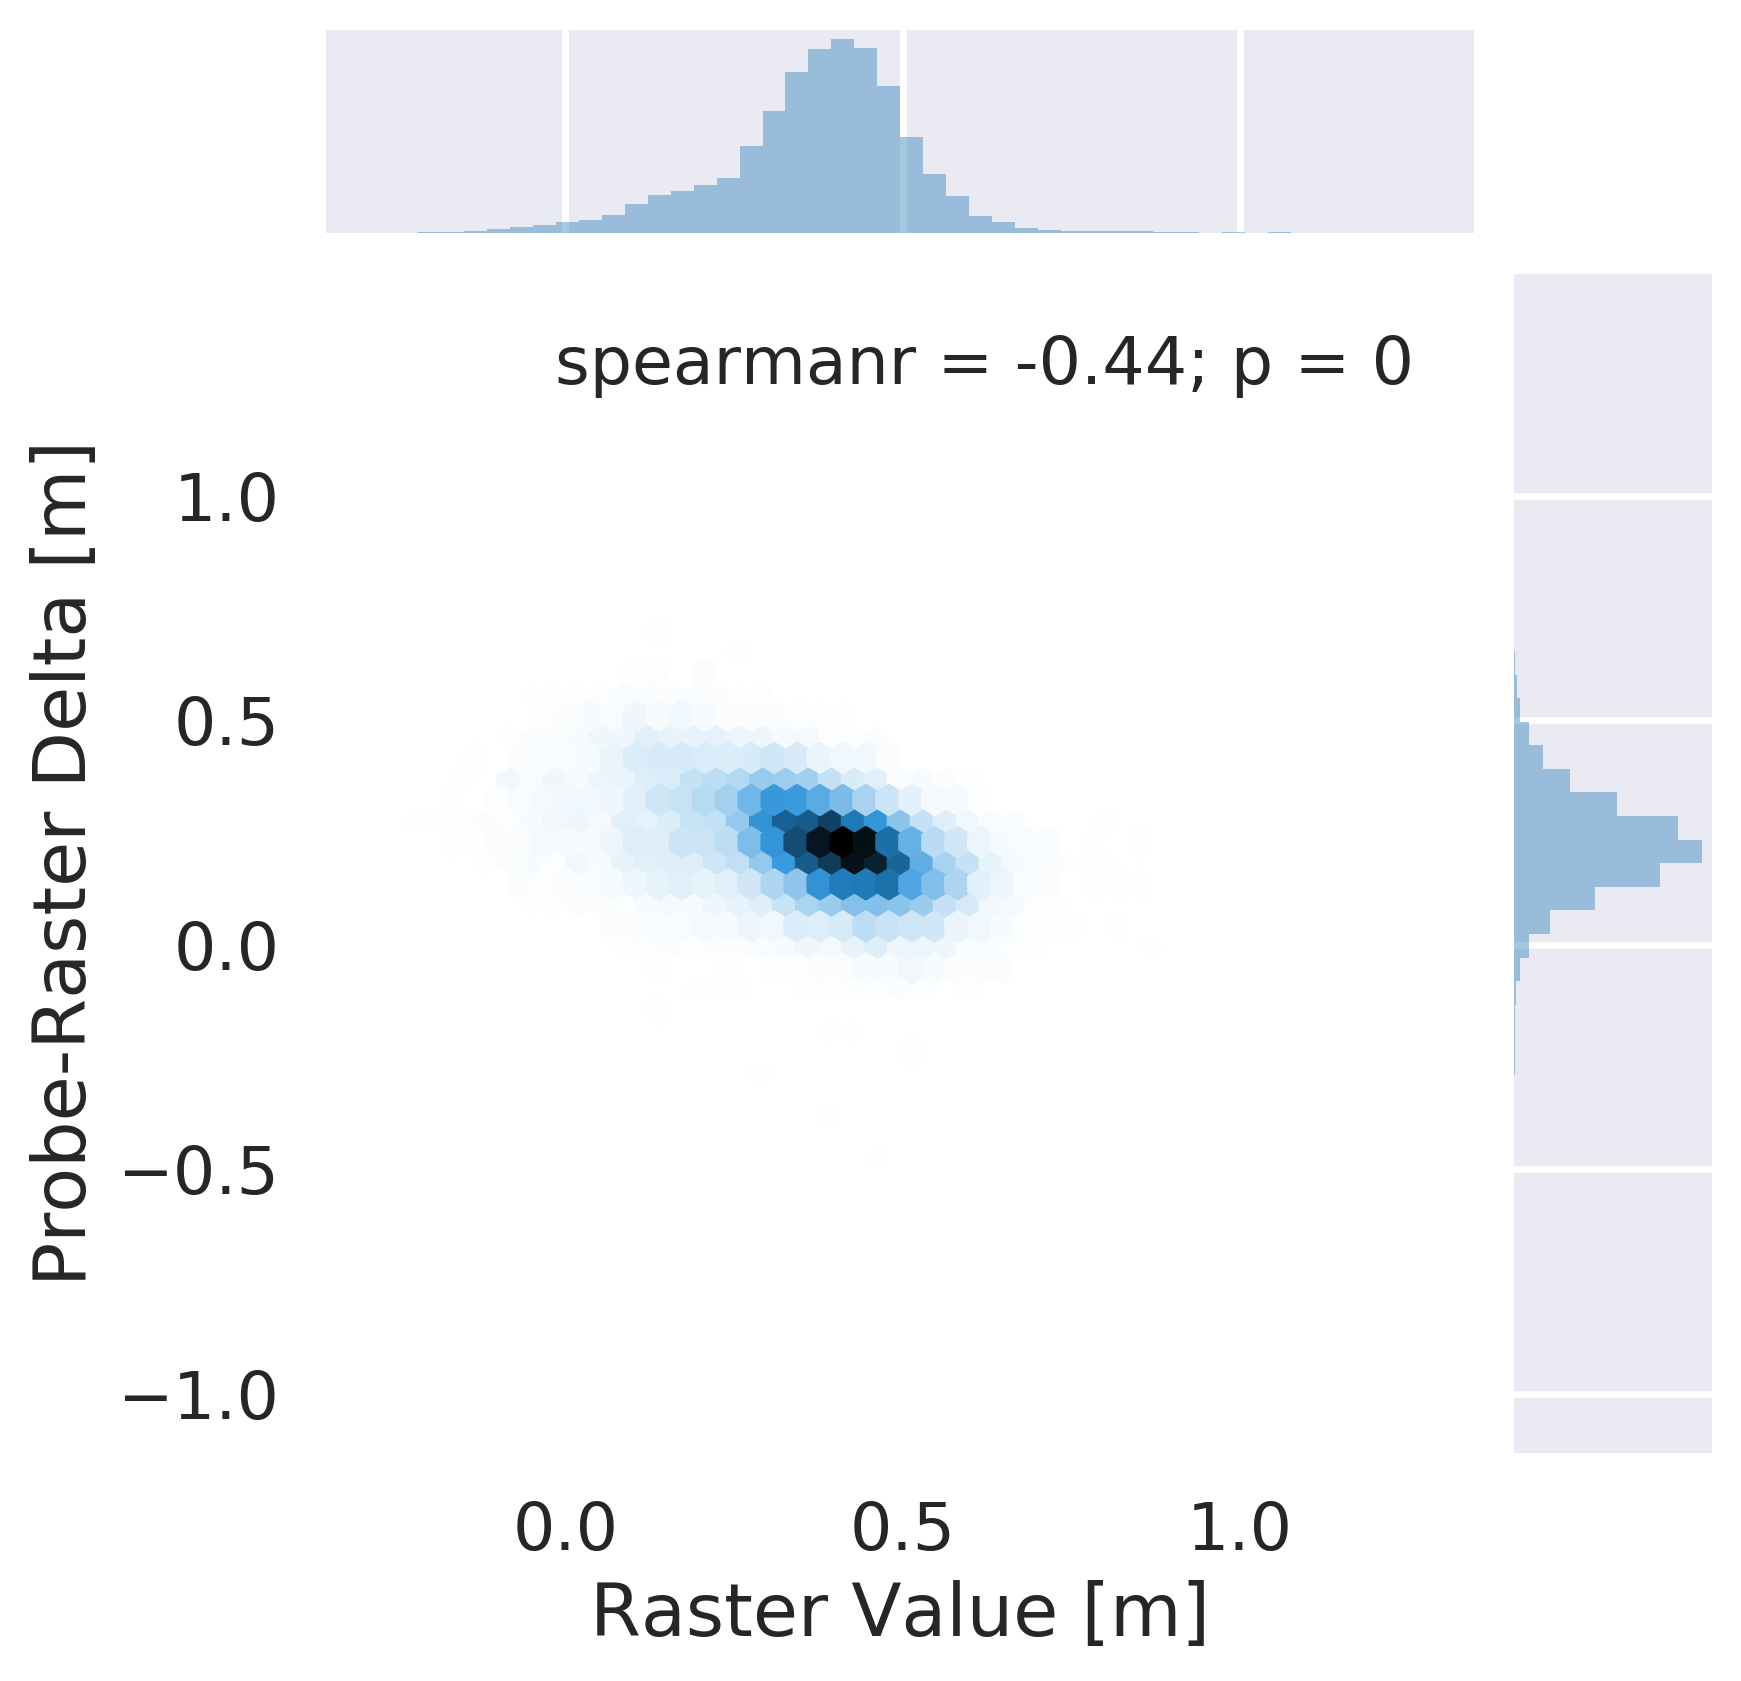 spearmanr = -0.44; p = 0
Probe-Raster Delta [m]
1.0
0.5
0.0
−0.5
−1.0
0.0 0.5 1.0
Raster Value [m]